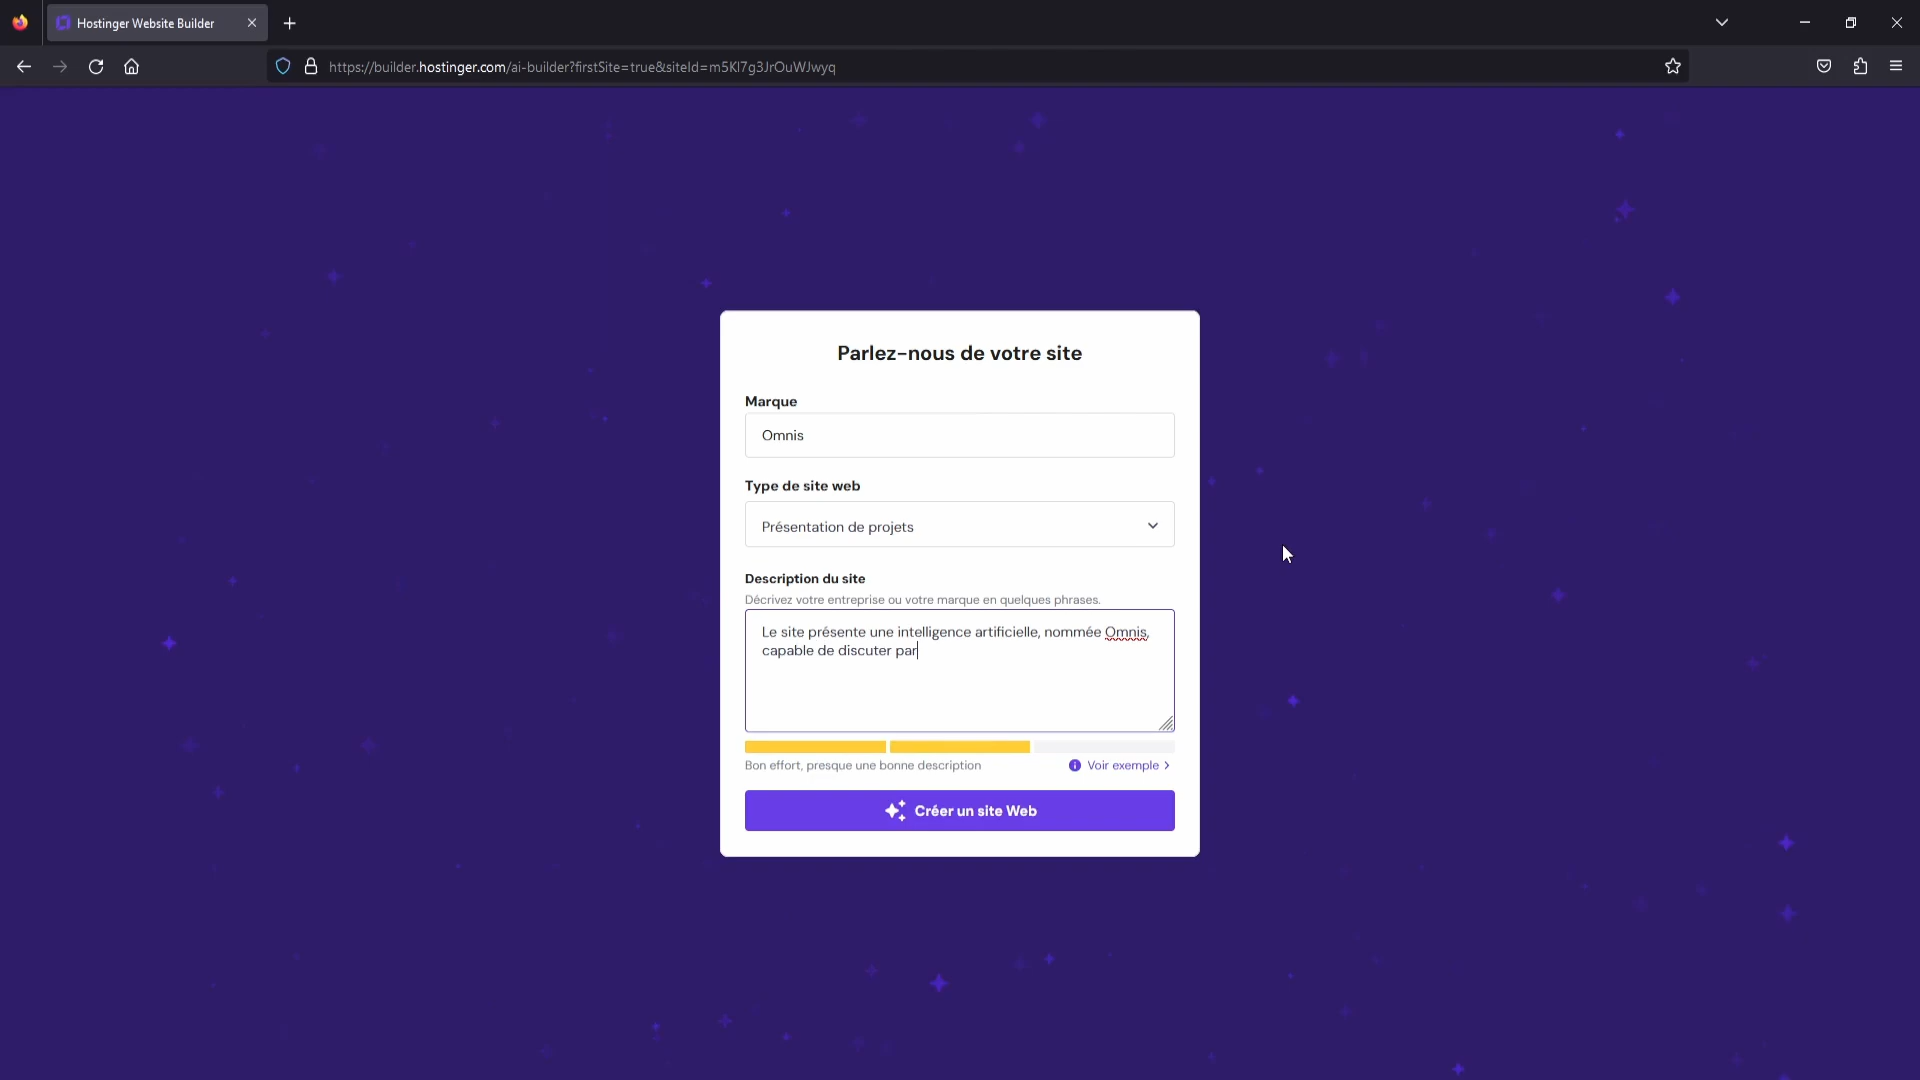 Hostinger Website Builder
https://builder.hostinger.com/ai-builder?firstSite=true&siteId=m5Kl7g3JrOuWJwyq
Parlez-nous de votre site
Marque
Omnis
Type de site web
Présentation de projets
Description du site
Décrivez votre entreprise ou votre marque en quelques phrases.
Le site présente une intelligence artificielle, nommée Omnis,
capable de discuter par
Bon effort, presque une bonne description
Voir exemple
Créer un site Web